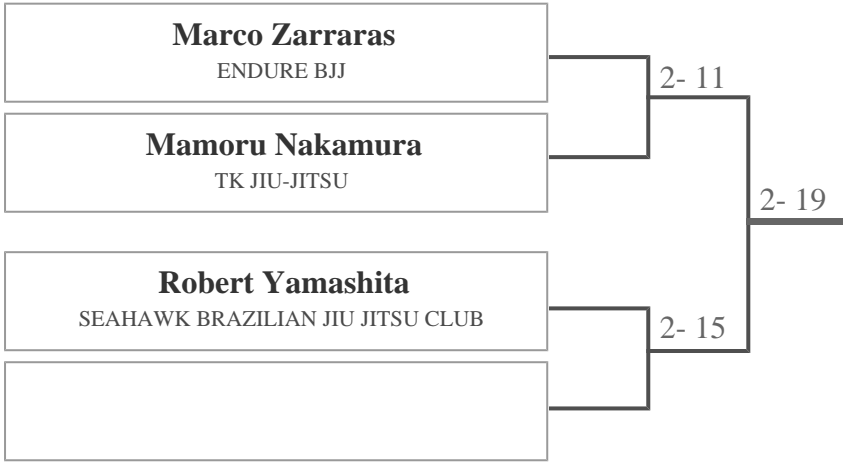 Marco Zarraras
ENDURE BJJ
2- 11
Mamoru Nakamura
TK JIU-JITSU
2- 19
Robert Yamashita
SEAHAWK BRAZILIAN JIU JITSU CLUB
2- 15